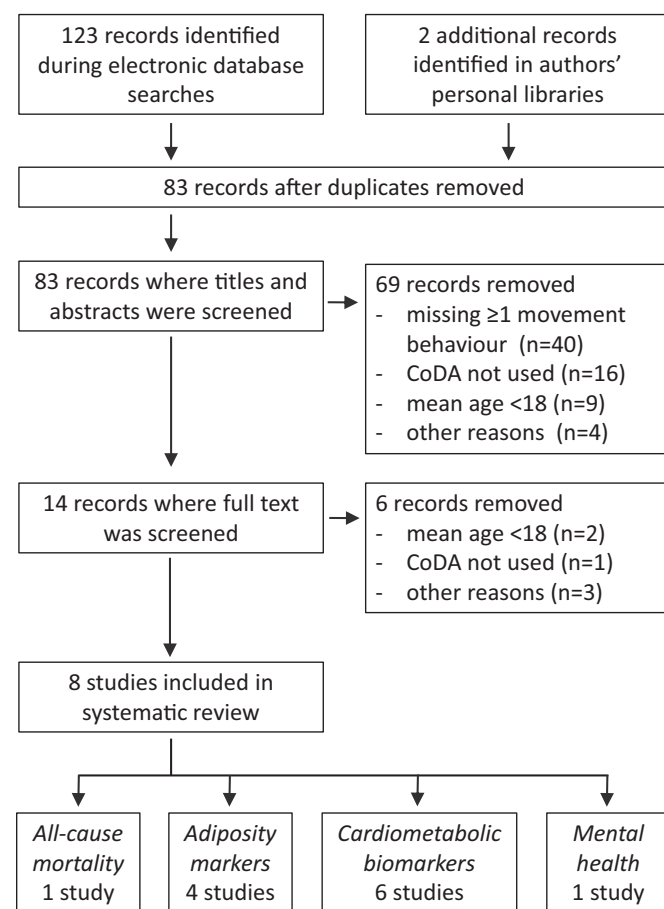 123 records identified
during electronic database
searches
2 additional records
identified in authors'
personal libraries
83 records after duplicates removed
83 records where titles and
abstracts were screened
69 records removed
- missing ≥1 movement
behaviour (n=40)
- CoDA not used (n=16)
- mean age <18 (n=9)
- other reasons (n=4)
14 records where full text
was screened
6 records removed
- mean age <18 (n=2)
- CoDA not used (n=1)
- other reasons (n=3)
8 studies included in
systematic review
All-cause
mortality
1 study
Adiposity
markers
4 studies
Cardiometabolic
biomarkers
6 studies
Mental
health
1 study